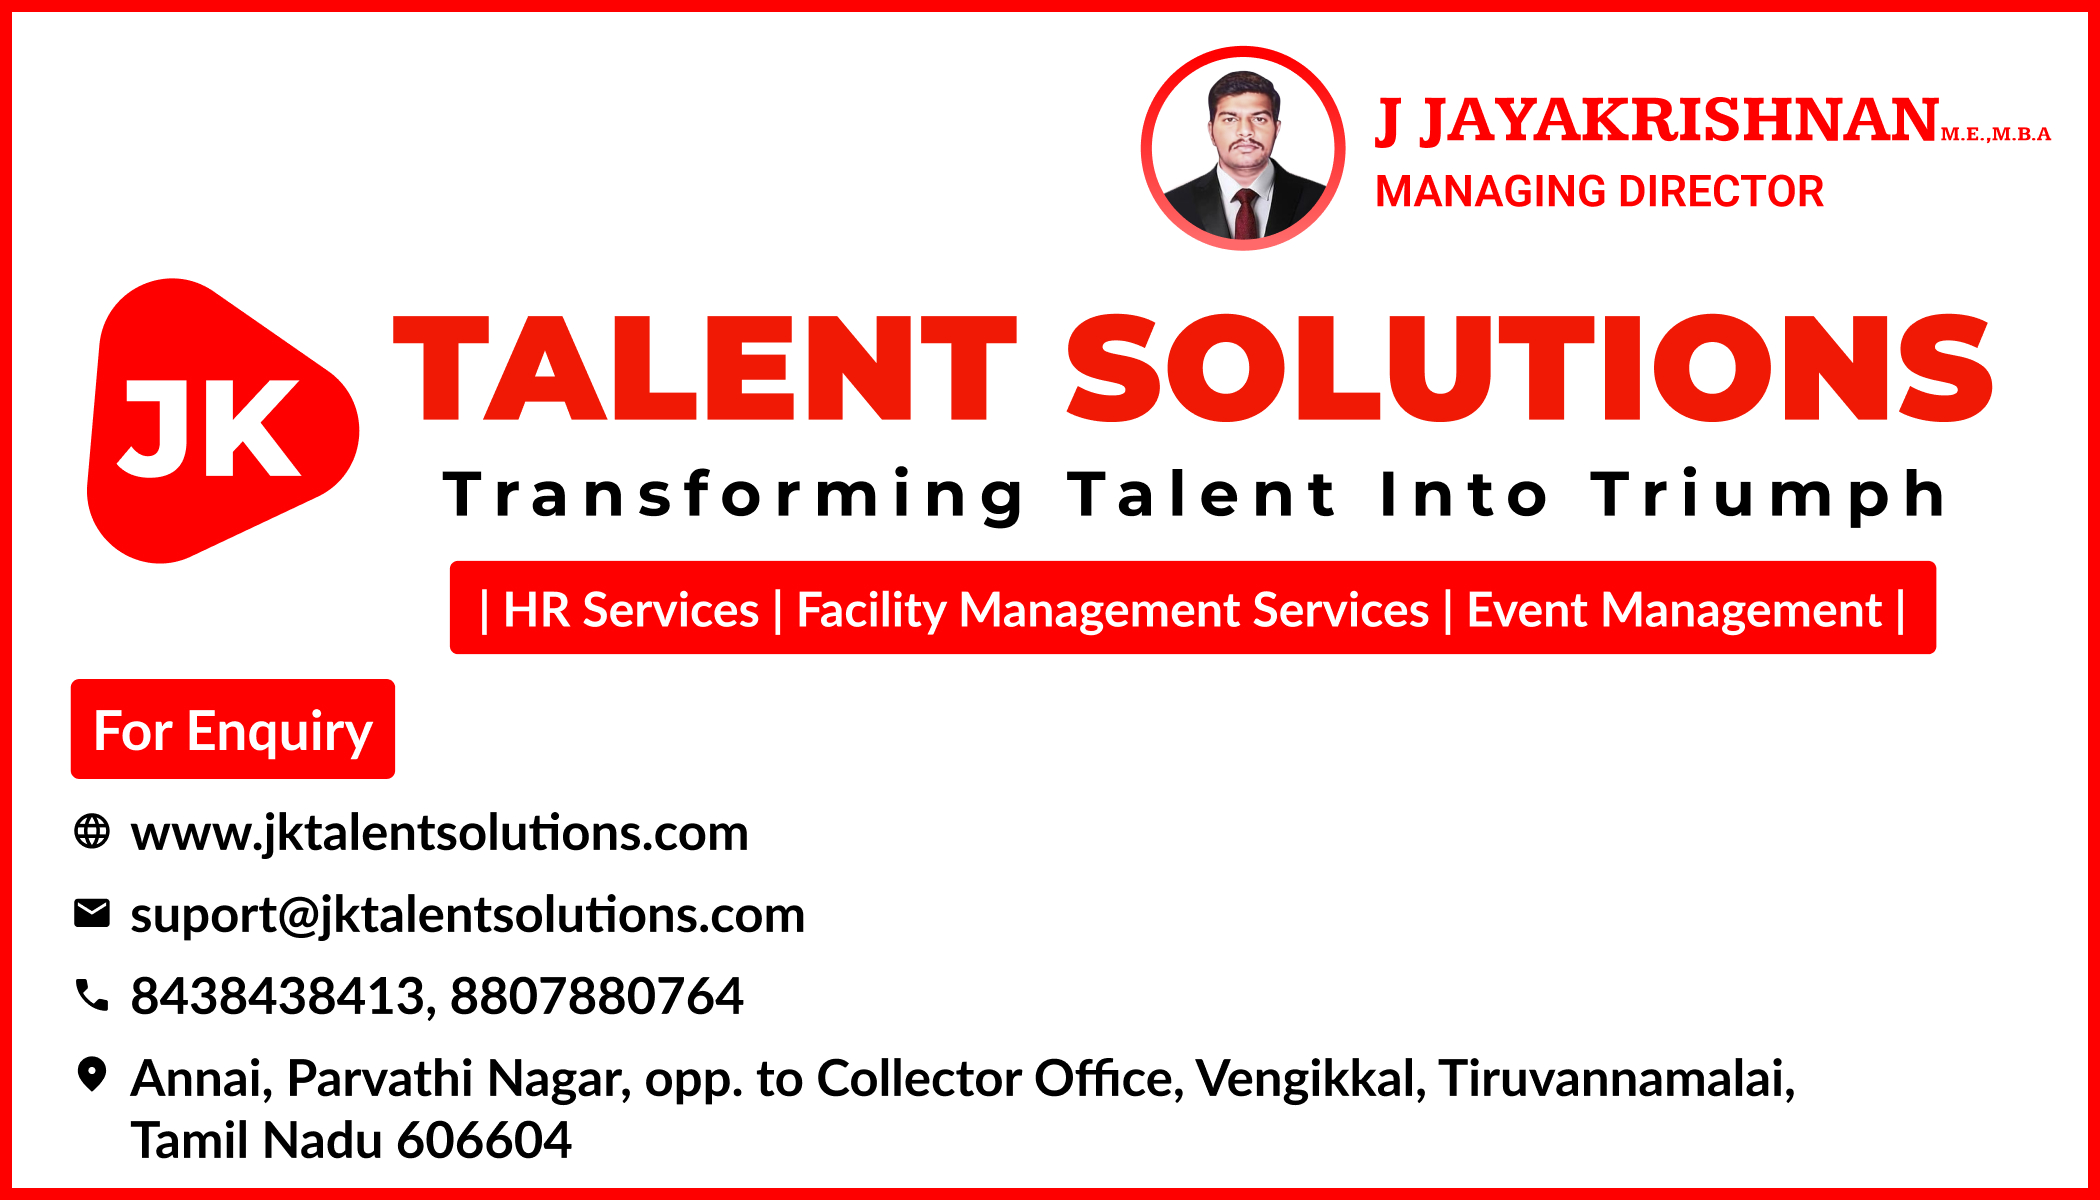 J JAYAKRISHNAN M.E.,M.B.A
MANAGING DIRECTOR
JK
TALENT SOLUTIONS
Transforming Talent Into Triumph
| HR Services | Facility Management Services | Event Management |
For Enquiry
www.jktalentsolutions.com
suport@jktalentsolutions.com
8438438413, 8807880764
Annai, Parvathi Nagar, opp. to Collector Office, Vengikkal, Tiruvannamalai,
Tamil Nadu 606604